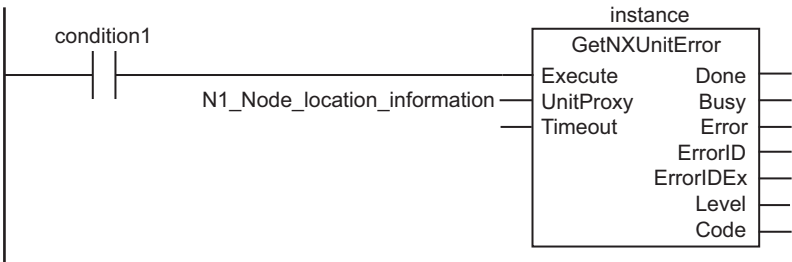 instance
condition1
GetNXUnitError
Execute Done
N1_Node_location_information UnitProxy Busy
Timeout Error
ErrorID
ErrorIDEx
Level
Code